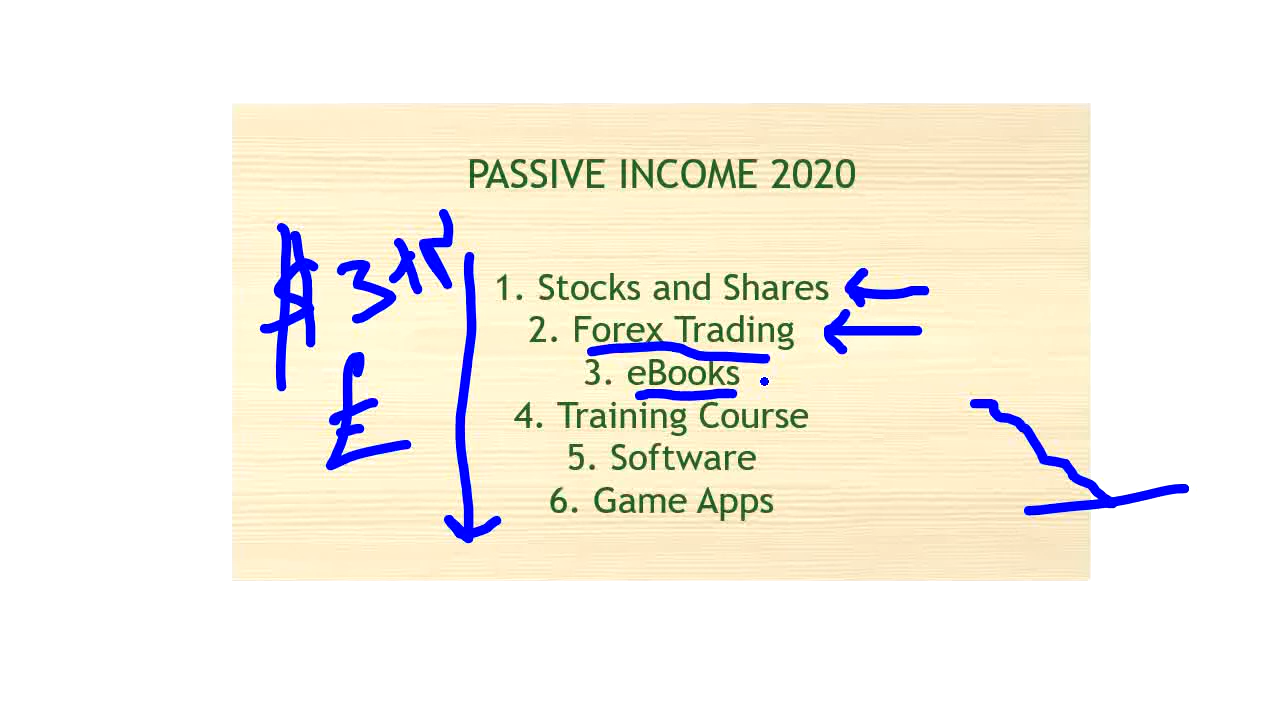 PASSIVE INCOME 2020
$ 3
£
1. Stocks and Shares
2. Forex Trading
3. eBooks
4. Training Course
5. Software
6. Game Apps